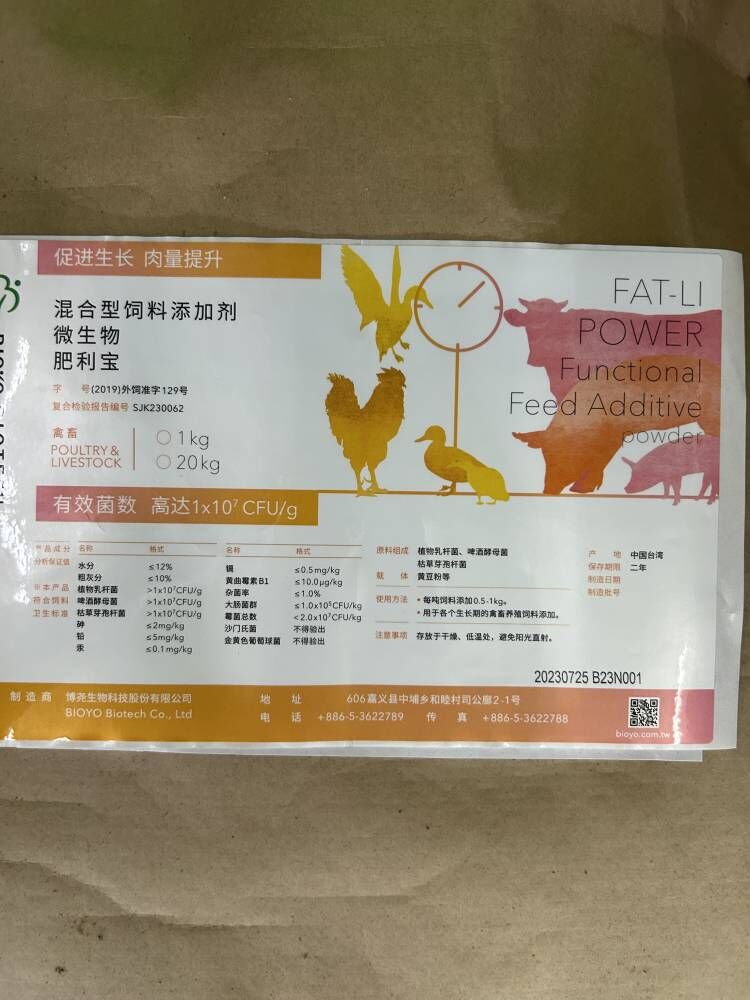 促进生长 肉量提升
混合型饲料添加剂
微生物
肥利宝
字 号(2019)外饲准字129号
复合检验报告编号 SJK230062
禽畜
POULTRY &
LIVESTOCK
1kg
20kg
FAT-LI
POWER
Functional
Feed Additive
powder
有效菌数 高达1x10⁷ CFU/g
产品成分
分析保证值
※本产品
符合饲料
卫生标准
名称 格式
水分 ≤12%
粗灰分 ≤10%
植物乳杆菌 >1x10⁷CFU/g
啤酒酵母菌 >1x10⁷CFU/g
枯草芽孢杆菌 >1x10⁷CFU/g
砷 ≤2mg/kg
铅 ≤5mg/kg
汞 ≤0.1mg/kg
名称 格式
镉 ≤0.5mg/kg
黄曲霉素B1 ≤10.0μg/kg
杂菌率 ≤1.0%
大肠菌群 ≤1.0x10⁵CFU/kg
霉菌总数 <2.0x10⁷CFU/kg
沙门氏菌 不得验出
金黄色葡萄球菌 不得验出
原料组成 植物乳杆菌、啤酒酵母菌
枯草芽孢杆菌
载 体 黄豆粉等
使用方法 • 每吨饲料添加0.5-1kg。
• 用于各个生长期的禽畜养殖饲料添加。
注意事项 存放于干燥、低温处，避免阳光直射。
产 地 中国台湾
保存期限 二年
制造日期
制造批号
20230725 B23N001
制造商 博尧生物科技股份有限公司
BIOYO Biotech Co., Ltd
地 址 606嘉义县中埔乡和睦村司公廍2-1号
电 话 +886-5-3622789 传 真 +886-5-3622788
bioyo.com.tw